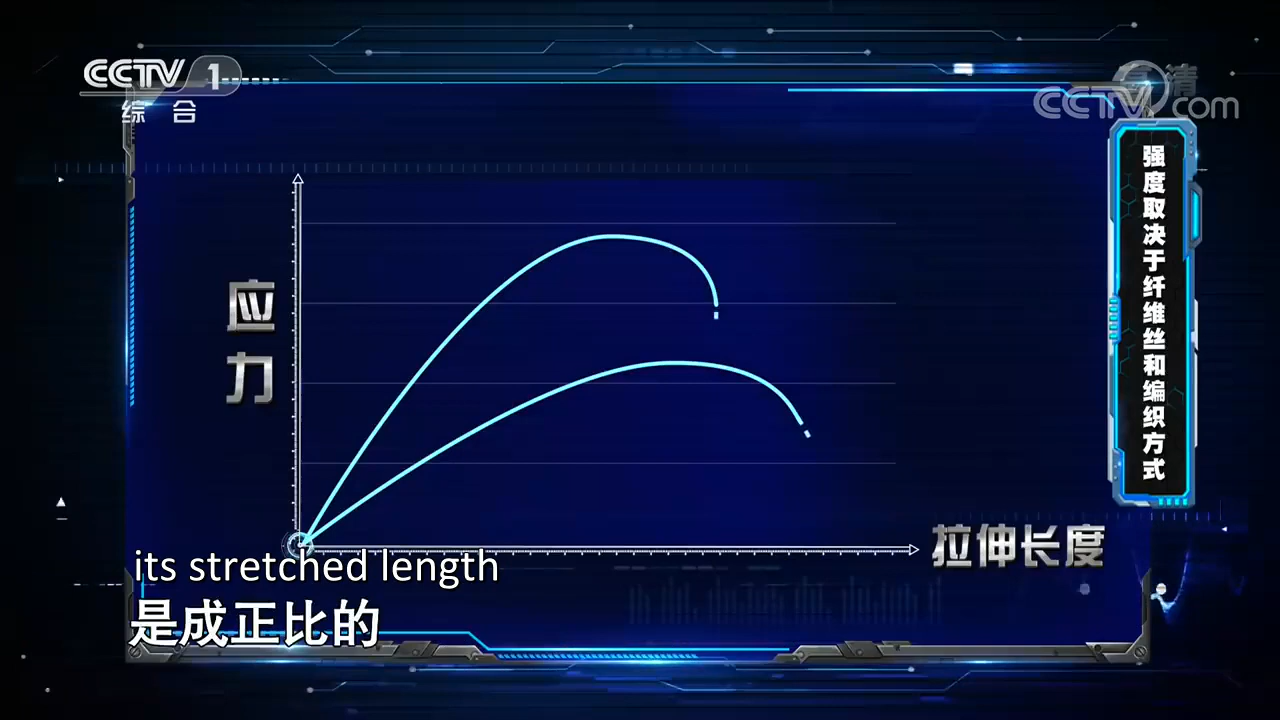 CCTV 1
综合
高清
CCTV com
强度取决于纤维丝和编织方式
应力
拉伸长度
its stretched length
是成正比的